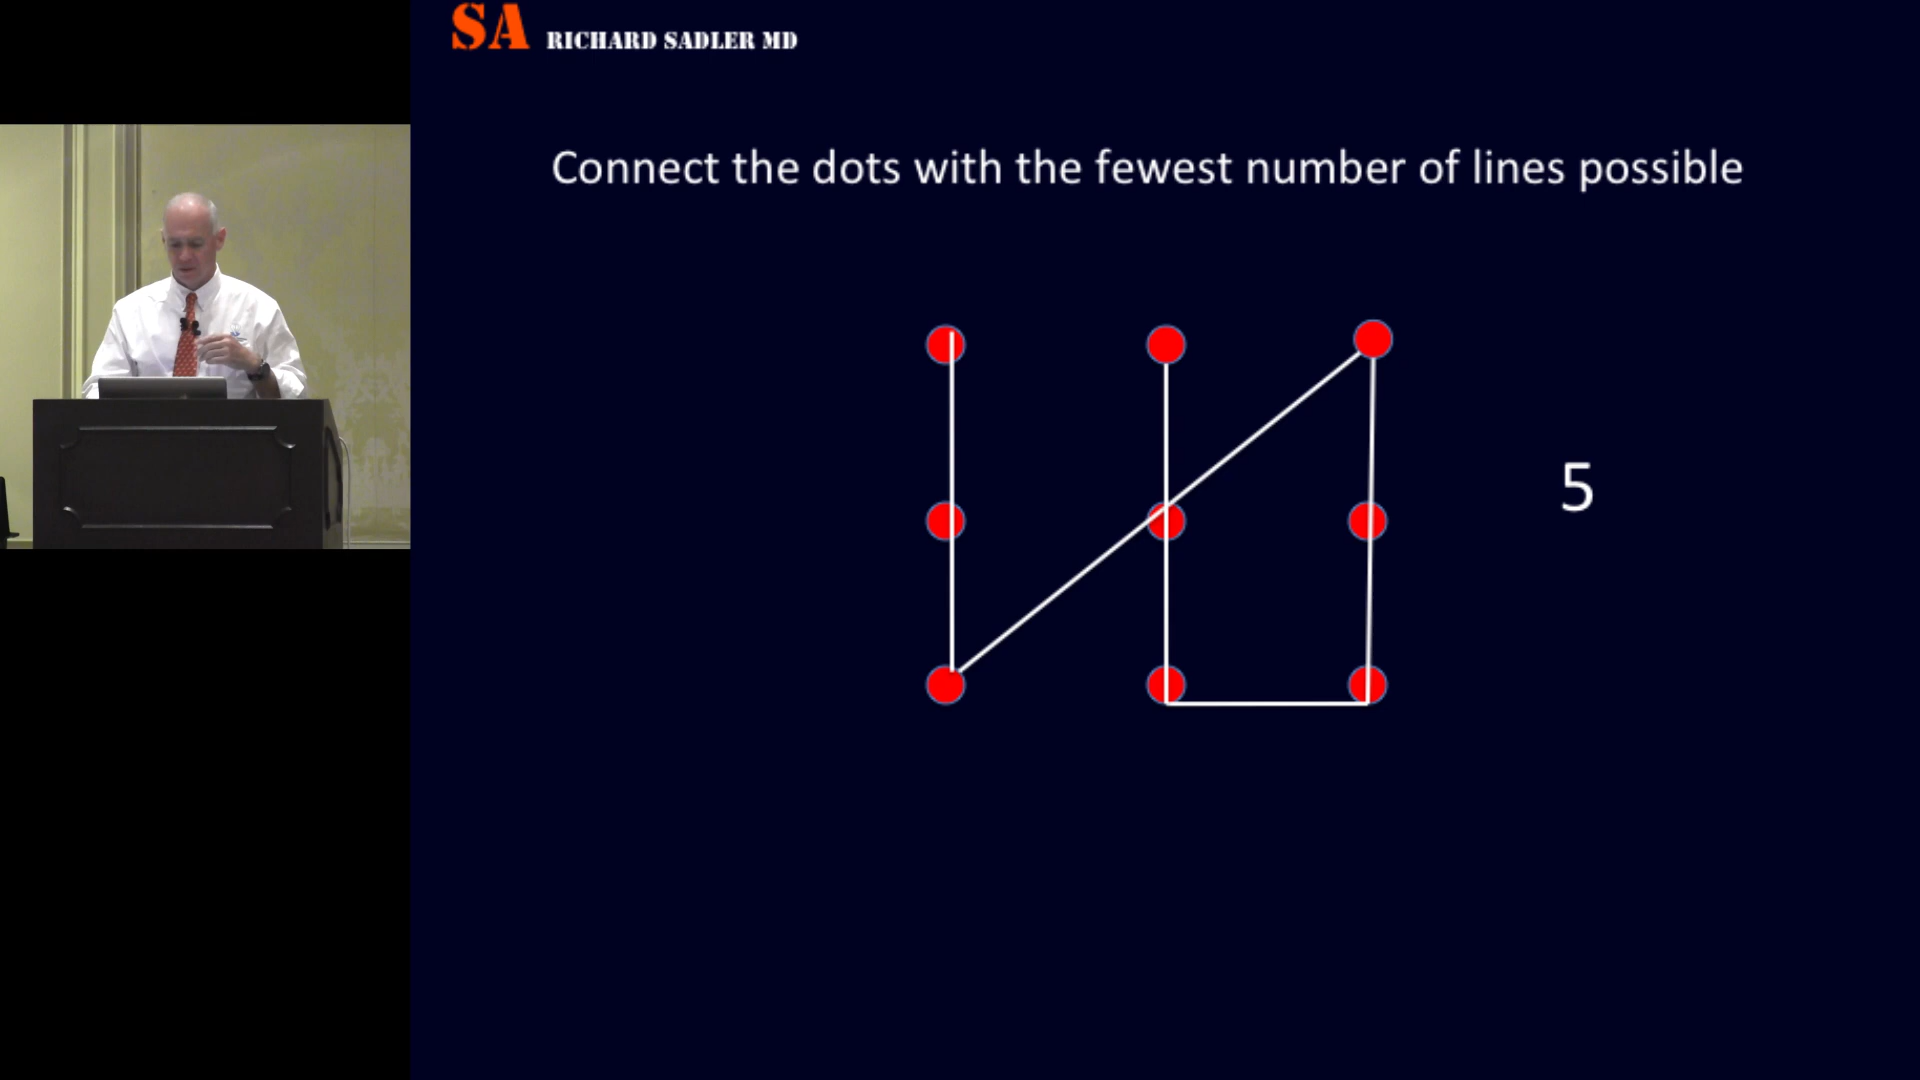 SA RICHARD SADLER MD
Connect the dots with the fewest number of lines possible
5